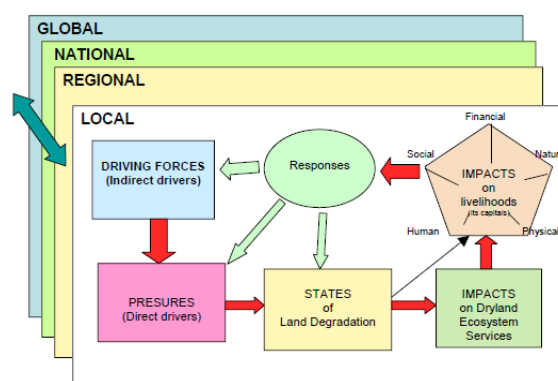 GLOBAL
NATIONAL
REGIONAL
LOCAL
DRIVING FORCES
(Indirect drivers)
Responses
Financial
Social
Natur
IMPACTS
on
livelihoods
(its capitals)
Human
Physical
PRESURES
(Direct drivers)
STATES
of
Land Degradation
IMPACTS
on Dryland
Ecosystem
Services